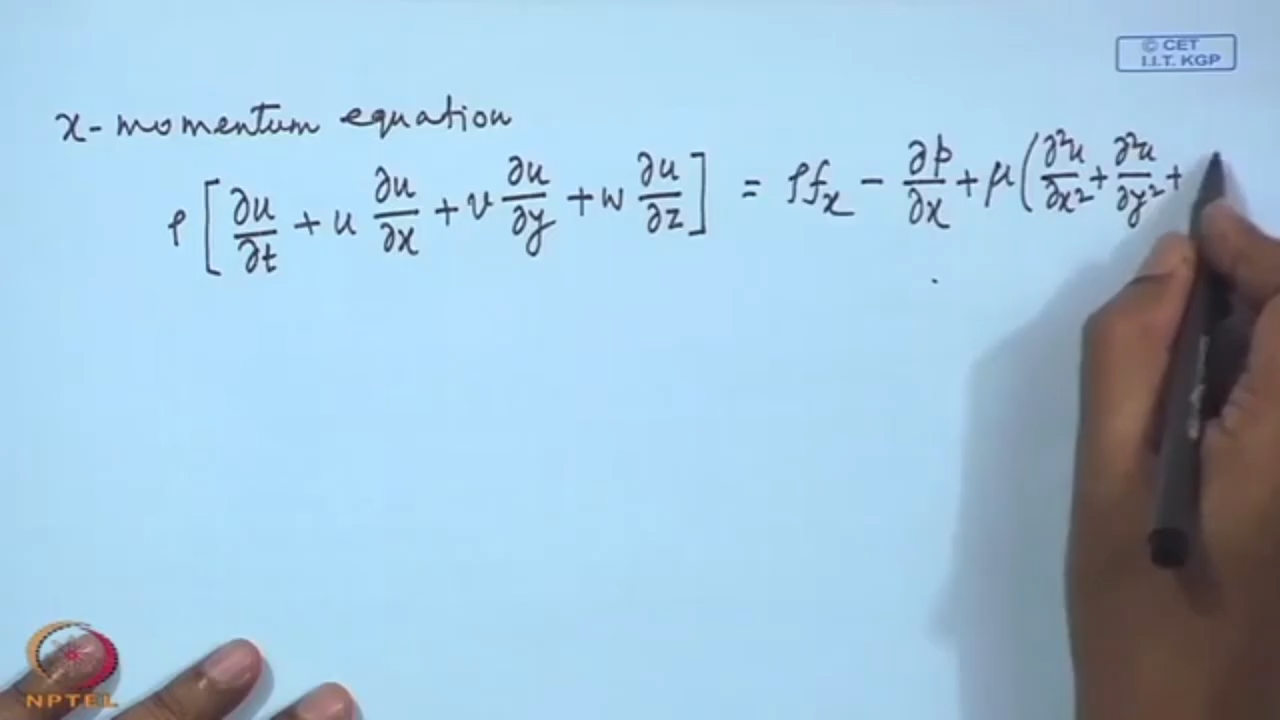 © CET
I.I.T. KGP
x-momentum equation
ρ[∂u/∂t + u ∂u/∂x + v ∂u/∂y + w ∂u/∂z] = ρf_x − ∂p/∂x + μ(∂²u/∂x² + ∂²u/∂y² +
NPTEL